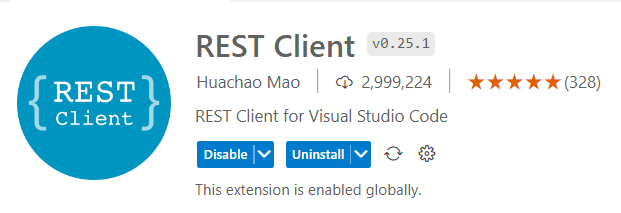 {REST}
Client
REST Client v0.25.1
Huachao Mao 2,999,224 (328)
REST Client for Visual Studio Code
Disable Uninstall
This extension is enabled globally.